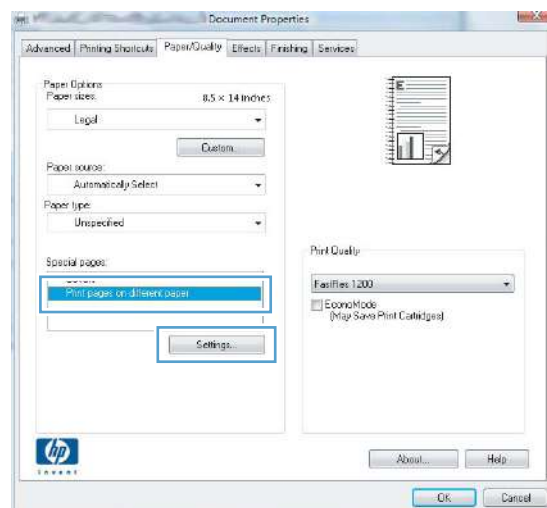 Document Properties
Advanced Printing Shortcuts Paper/Quality Effects Finishing Services
Paper Options
Paper sizes: 8.5 × 14 inches
Legal
Custom
Paper source:
Automatically Select
Paper type:
Unspecified
Special pages:
Print pages on different paper
Settings...
Print Quality
FastRes 1200
EconoMode
(May Save Print Cartridges)
E
hp
invent
About... Help
OK Cancel